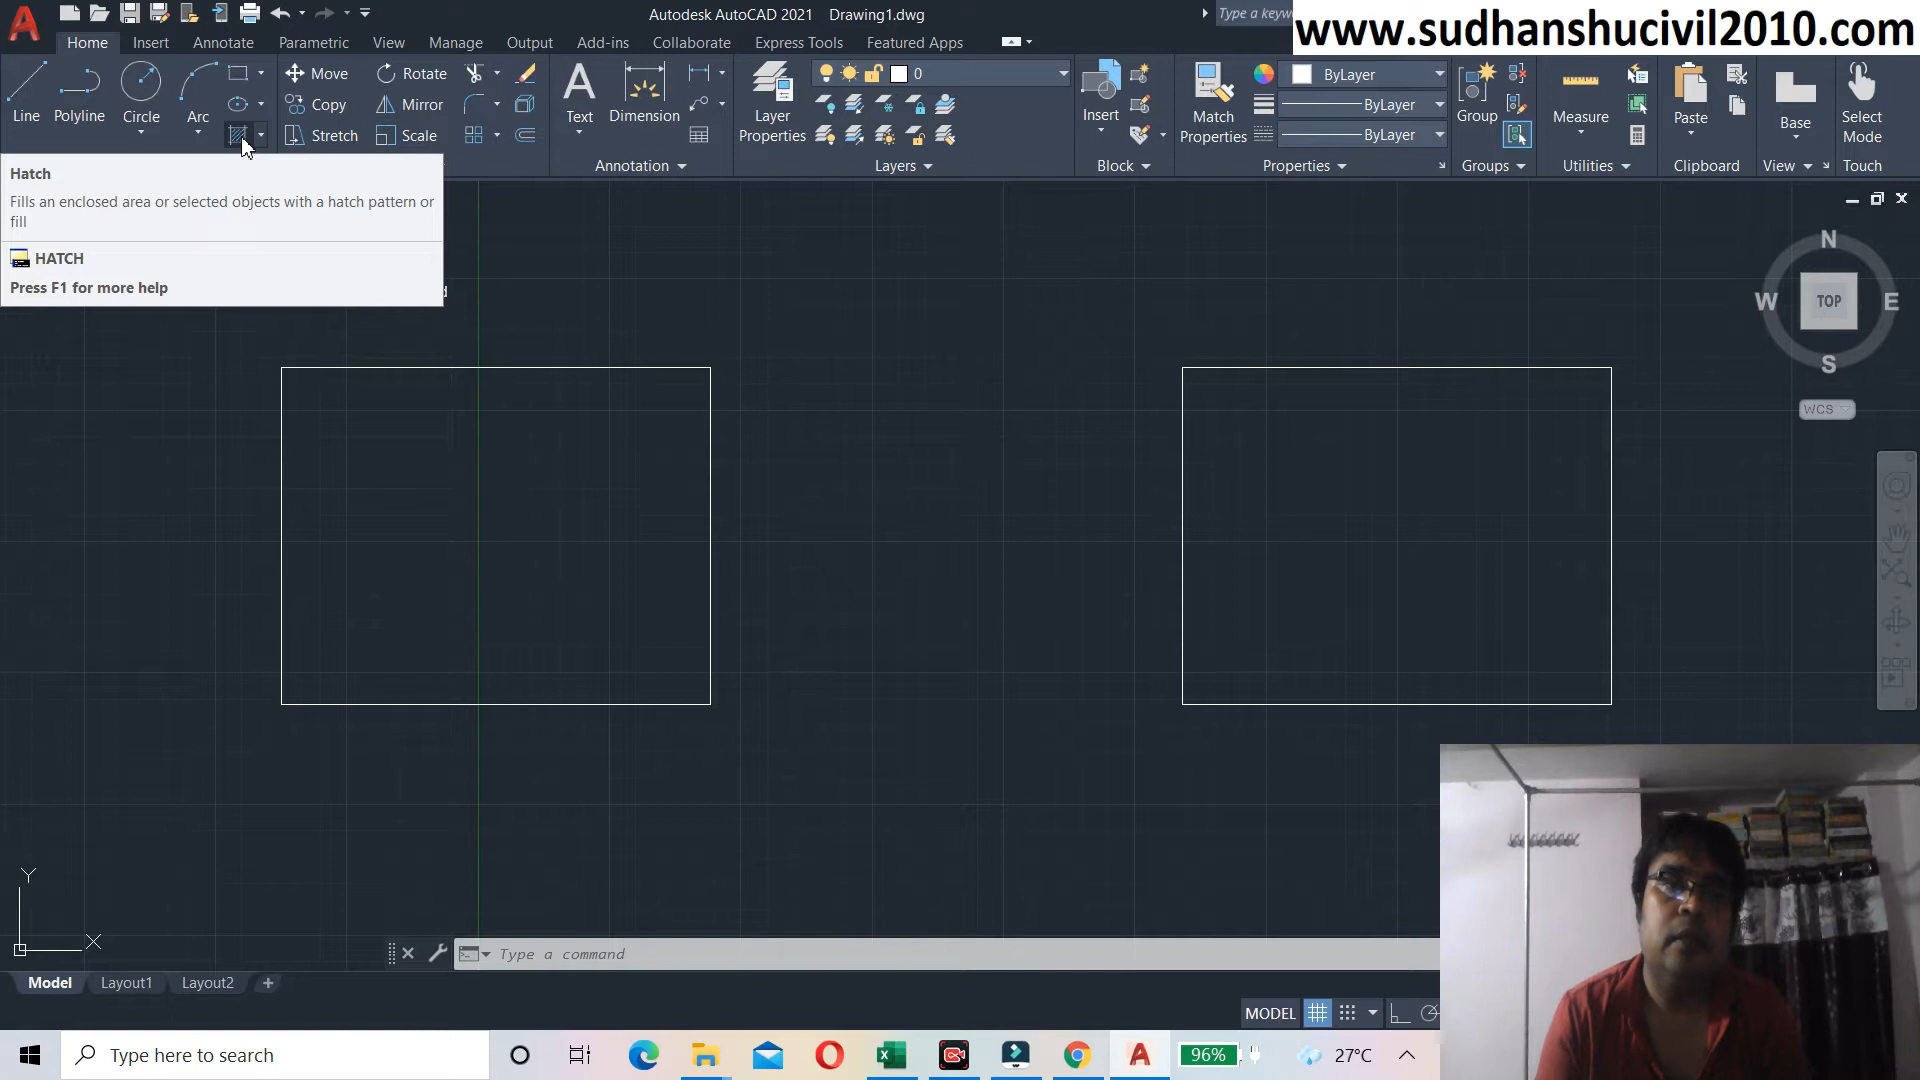 Autodesk AutoCAD 2021 Drawing1.dwg
Type a keyw
www.sudhanshucivil2010.com
Home Insert Annotate Parametric View Manage Output Add-ins Collaborate Express Tools Featured Apps
Line Polyline Circle Arc
Move Rotate
Copy Mirror
Stretch Scale
Text Dimension
Annotation
Layer Properties
0
Layers
Insert
Block
Match Properties
ByLayer
ByLayer
ByLayer
Properties
Group
Groups
Measure
Utilities
Paste
Clipboard
Base
View
Select Mode
Touch
Hatch
Fills an enclosed area or selected objects with a hatch pattern or
fill
HATCH
Press F1 for more help
N
W TOP E
S
WCS
Y
X
Type a command
Model Layout1 Layout2 +
MODEL
Type here to search
96%
27°C